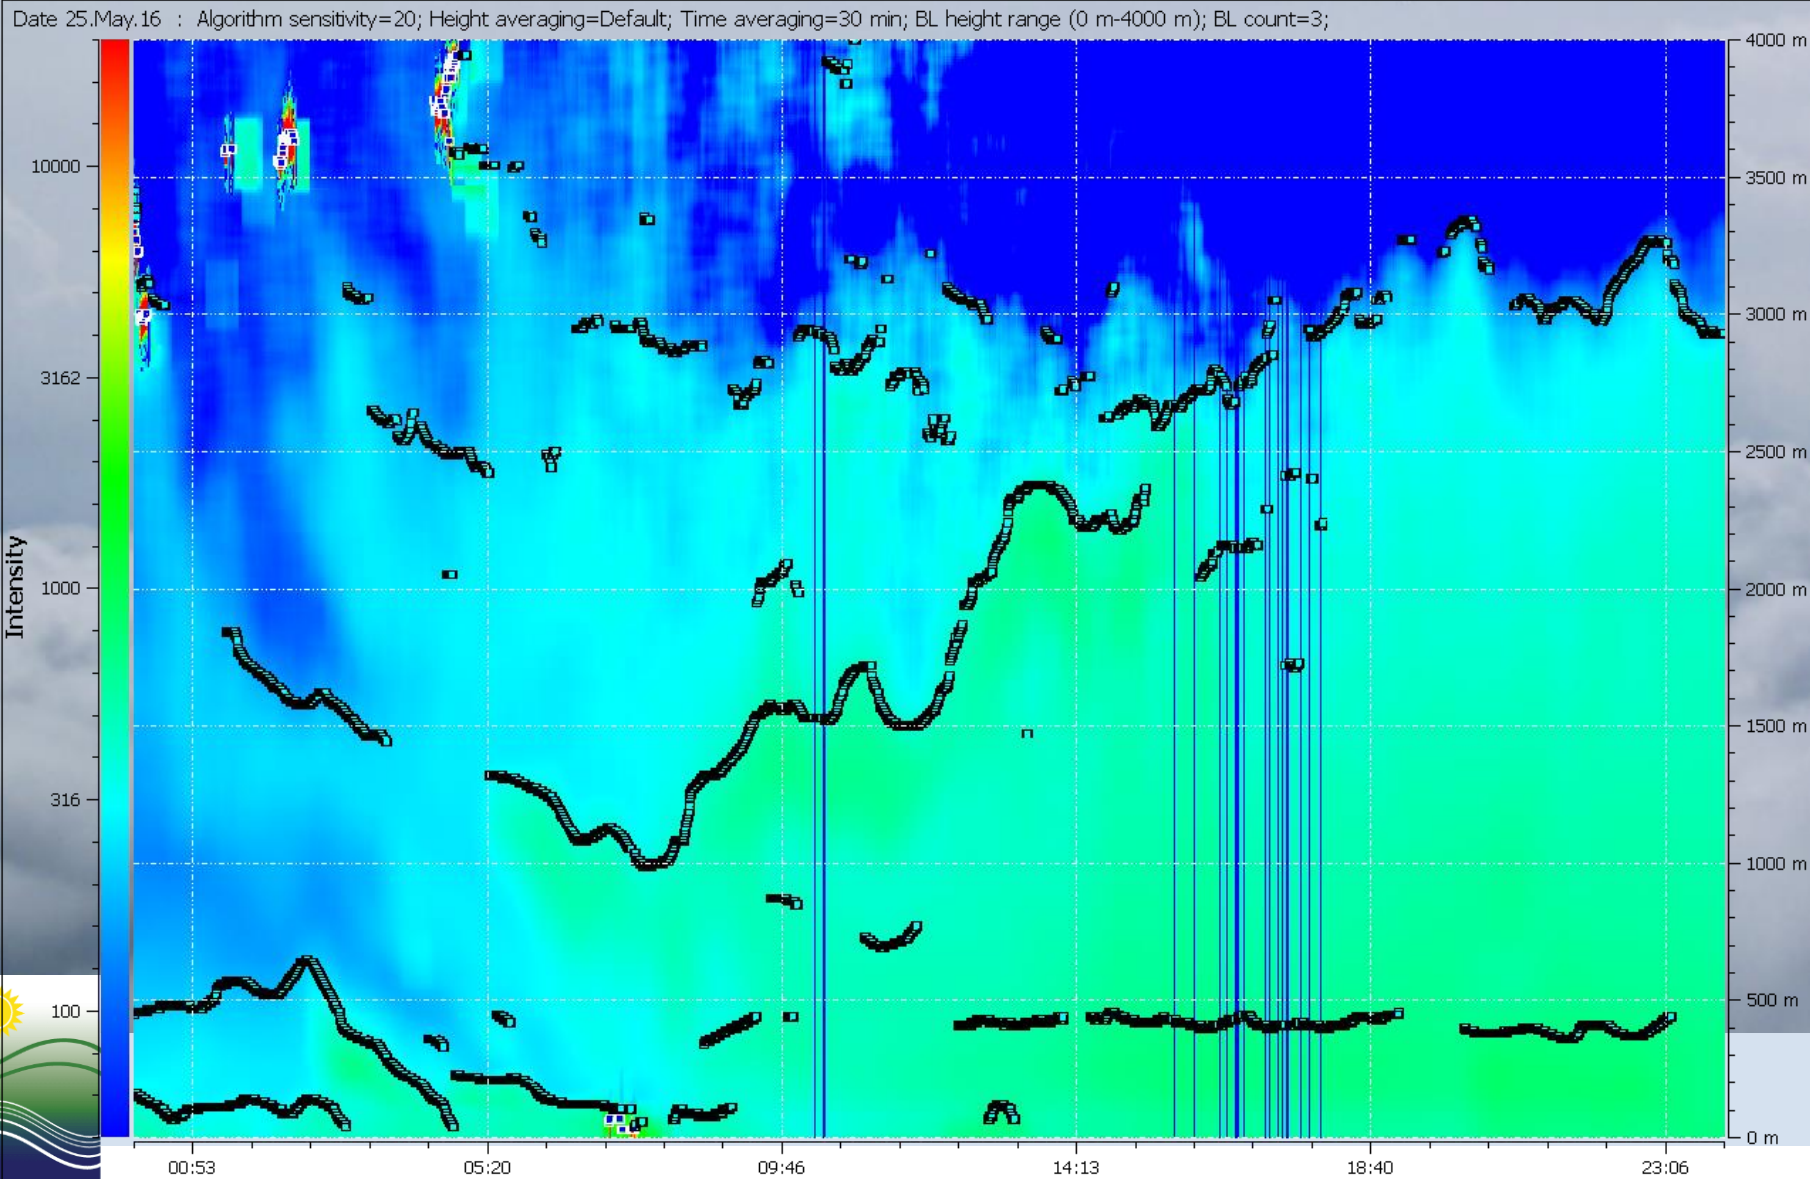 Date 25.May.16 : Algorithm sensitivity=20; Height averaging=Default; Time averaging=30 min; BL height range (0 m-4000 m); BL count=3;
4000 m
10000
3500 m
3000 m
3162
2500 m
Intensity
1000
2000 m
1500 m
316
1000 m
100
500 m
0 m
00:53 05:20 09:46 14:13 18:40 23:06